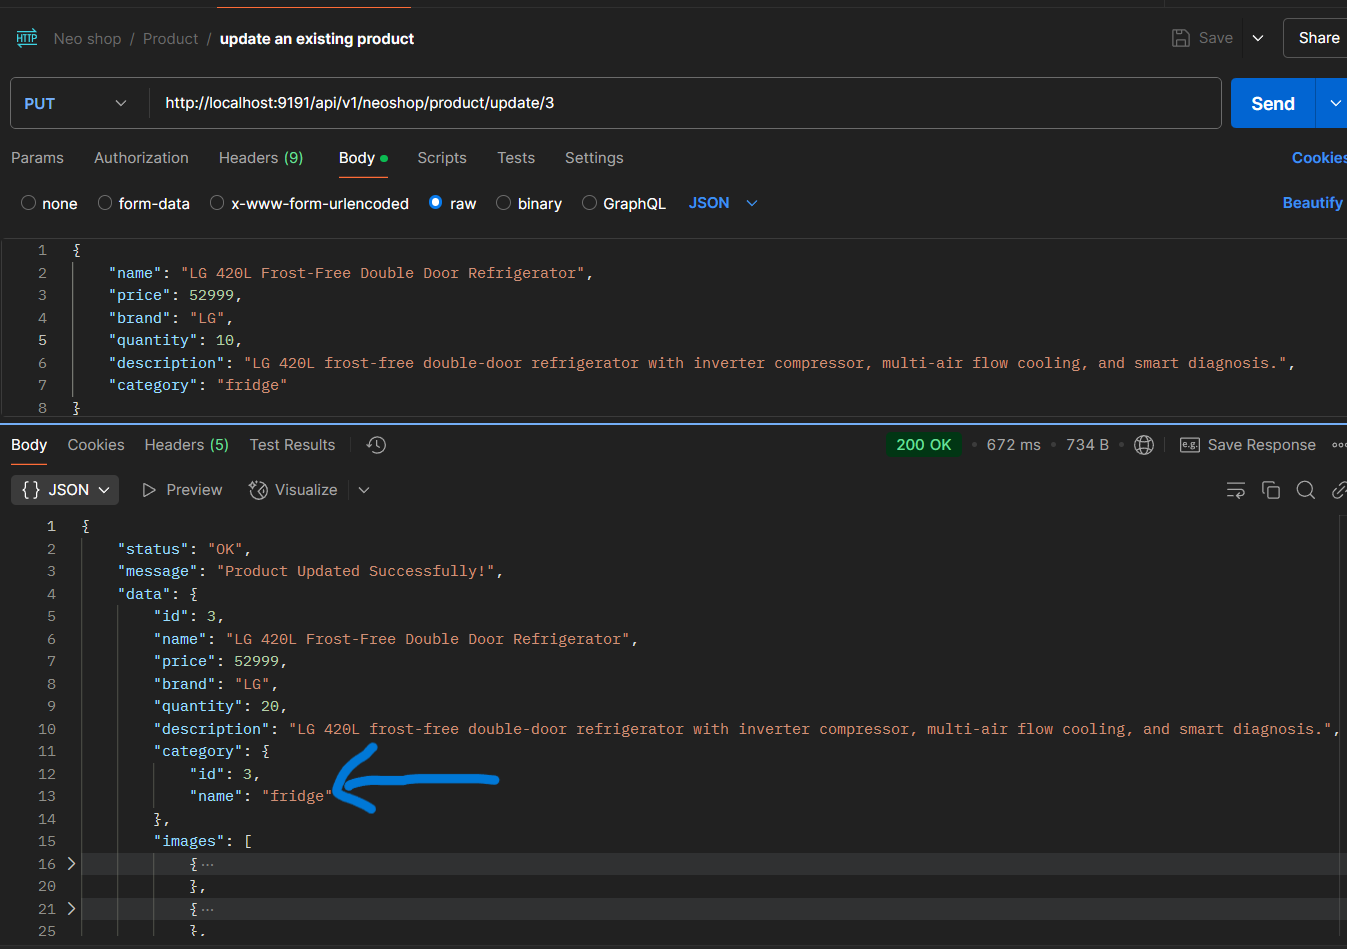 HTTP Neo shop / Product / update an existing product Save Share
PUT http://localhost:9191/api/v1/neoshop/product/update/3 Send
Params Authorization Headers (9) Body Scripts Tests Settings Cookies
none form-data x-www-form-urlencoded raw binary GraphQL JSON Beautify
1 {
2 "name": "LG 420L Frost-Free Double Door Refrigerator",
3 "price": 52999,
4 "brand": "LG",
5 "quantity": 10,
6 "description": "LG 420L frost-free double-door refrigerator with inverter compressor, multi-air flow cooling, and smart diagnosis.",
7 "category": "fridge"
8 }
Body Cookies Headers (5) Test Results 200 OK 672 ms 734 B e.g. Save Response
{} JSON Preview Visualize
1 {
2 "status": "OK",
3 "message": "Product Updated Successfully!",
4 "data": {
5 "id": 3,
6 "name": "LG 420L Frost-Free Double Door Refrigerator",
7 "price": 52999,
8 "brand": "LG",
9 "quantity": 20,
10 "description": "LG 420L frost-free double-door refrigerator with inverter compressor, multi-air flow cooling, and smart diagnosis.",
11 "category": {
12 "id": 3,
13 "name": "fridge"
14 },
15 "images": [
16 { ...
20 },
21 { ...
25 },